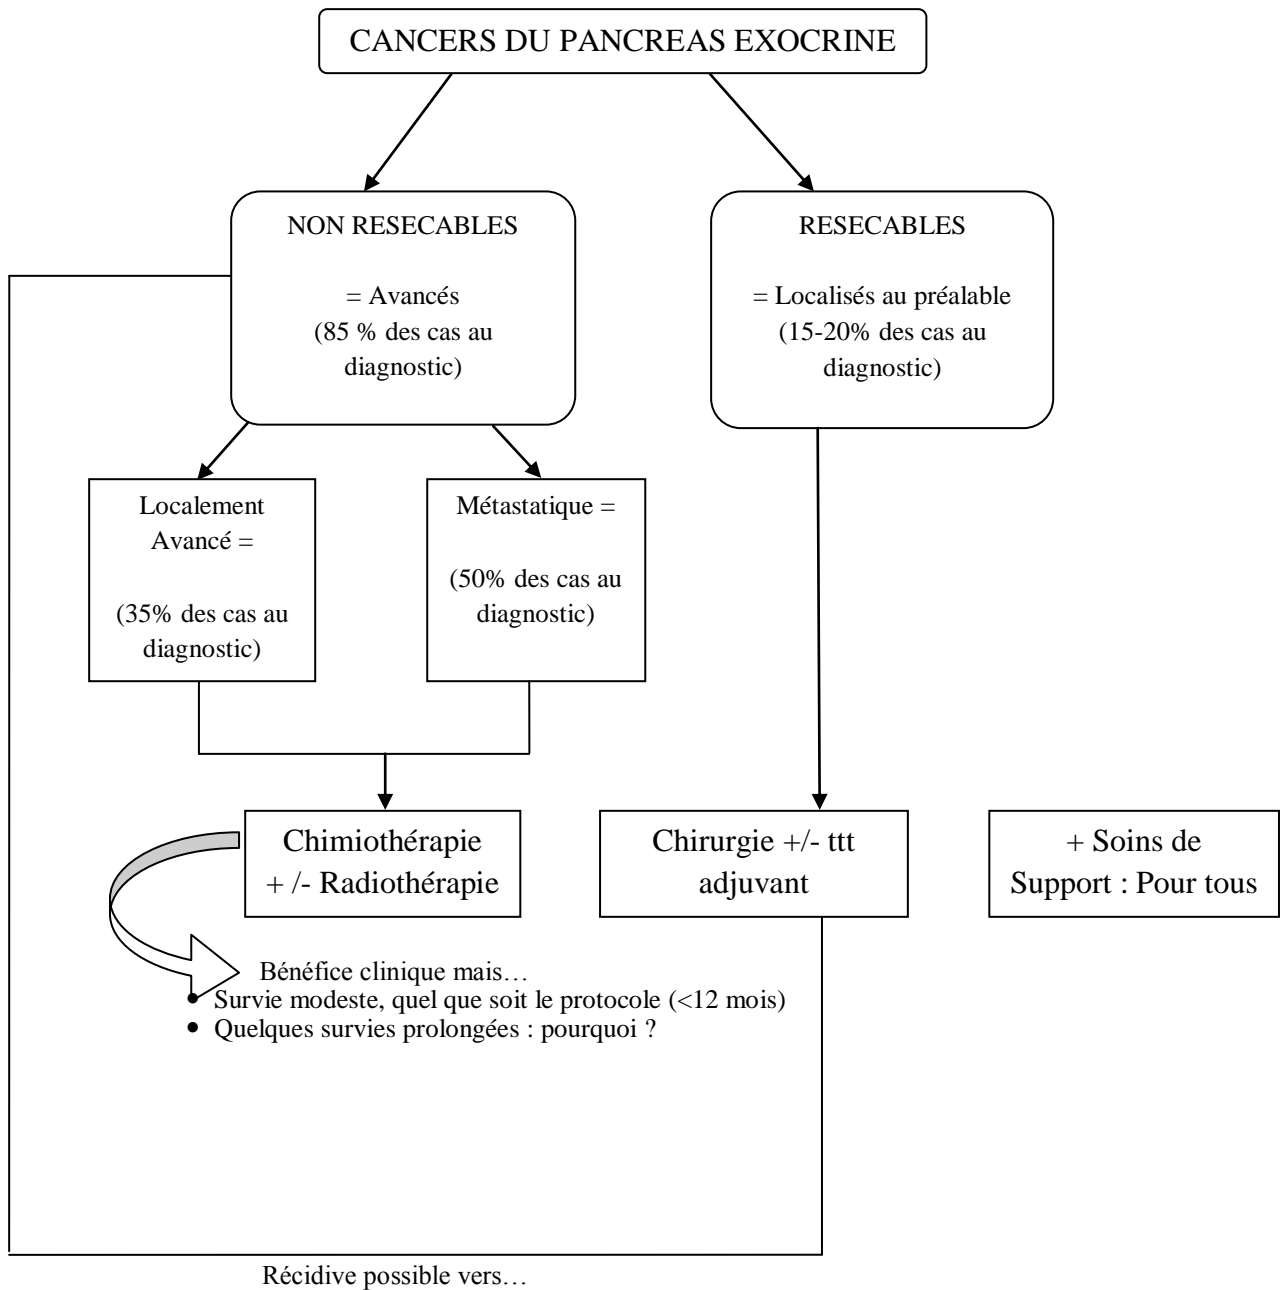 CANCERS DU PANCREAS EXOCRINE
NON RESECABLES
= Avancés
(85 % des cas au
diagnostic)
RESECABLES
= Localisés au préalable
(15-20% des cas au
diagnostic)
Localement
Avancé =
(35% des cas au
diagnostic)
Métastatique =
(50% des cas au
diagnostic)
Chimiothérapie
+ /- Radiothérapie
Chirurgie +/- ttt
adjuvant
+ Soins de
Support : Pour tous
Bénéfice clinique mais…
• Survie modeste, quel que soit le protocole (<12 mois)
• Quelques survies prolongées : pourquoi ?
Récidive possible vers…